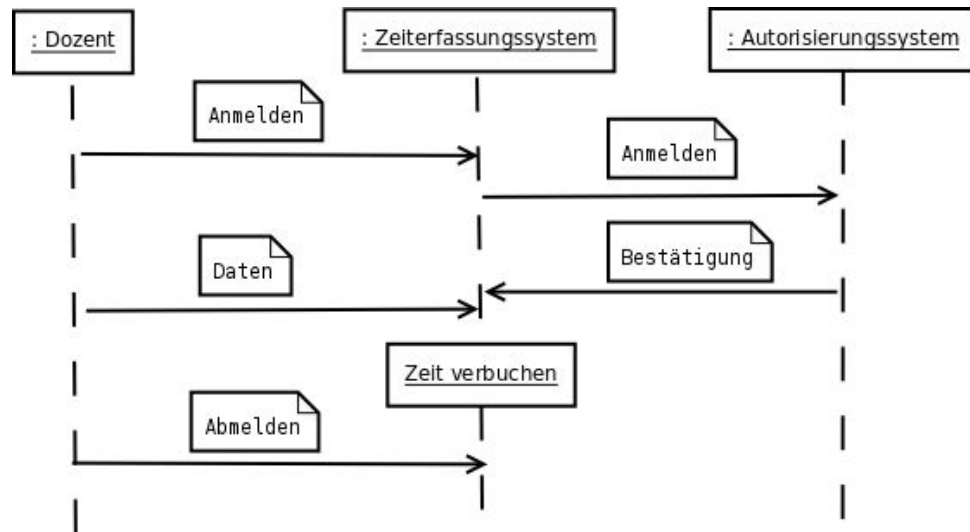 : Dozent
: Zeiterfassungssystem
: Autorisierungssystem
Anmelden
Anmelden
Daten
Bestätigung
Zeit verbuchen
Abmelden